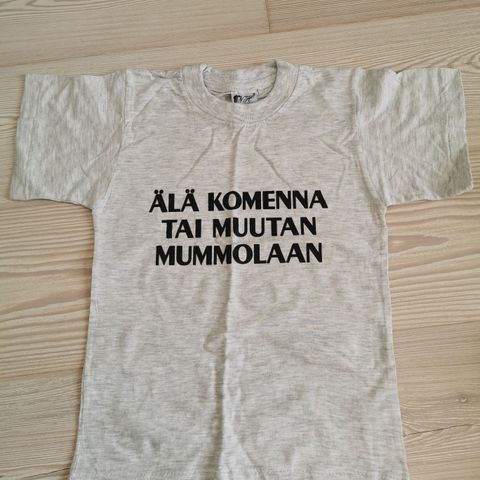 ÄLÄ KOMENNA
TAI MUUTAN
MUMMOLAAN